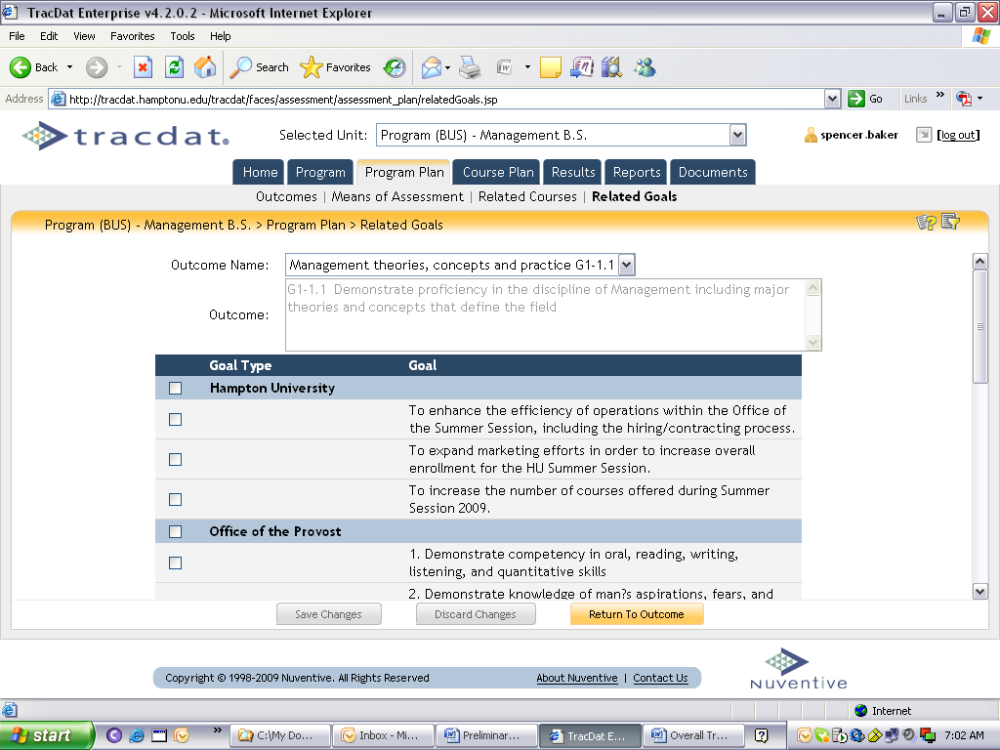 TracDat Enterprise v4.2.0.2 - Microsoft Internet Explorer
File Edit View Favorites Tools Help
Back Search Favorites
Address http://tracdat.hamptonu.edu/tracdat/faces/assessment/assessment_plan/relatedGoals.jsp Go Links »
tracdat® Selected Unit: Program (BUS) - Management B.S. spencer.baker [log out]
Home Program Program Plan Course Plan Results Reports Documents
Outcomes | Means of Assessment | Related Courses | Related Goals
Program (BUS) - Management B.S. > Program Plan > Related Goals
Outcome Name: Management theories, concepts and practice G1-1.1
G1-1.1 Demonstrate proficiency in the discipline of Management including major
theories and concepts that define the field
Outcome:
Goal Type Goal
Hampton University
To enhance the efficiency of operations within the Office of
the Summer Session, including the hiring/contracting process.
To expand marketing efforts in order to increase overall
enrollment for the HU Summer Session.
To increase the number of courses offered during Summer
Session 2009.
Office of the Provost
1. Demonstrate competency in oral, reading, writing,
listening, and quantitative skills
2. Demonstrate knowledge of man?s aspirations, fears, and
Save Changes Discard Changes Return To Outcome
Copyright © 1998-2009 Nuventive. All Rights Reserved About Nuventive | Contact Us
nuventive
Internet
start » C:\My Do... Inbox - Mi... Preliminar... TracDat E... Overall Tr... 7:02 AM